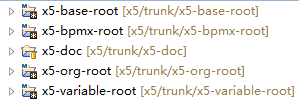 x5-base-root [x5/trunk/x5-base-root]
x5-bpmx-root [x5/trunk/x5-bpmx-root]
x5-doc [x5/trunk/x5-doc]
x5-org-root [x5/trunk/x5-org-root]
x5-variable-root [x5/trunk/x5-variable-root]